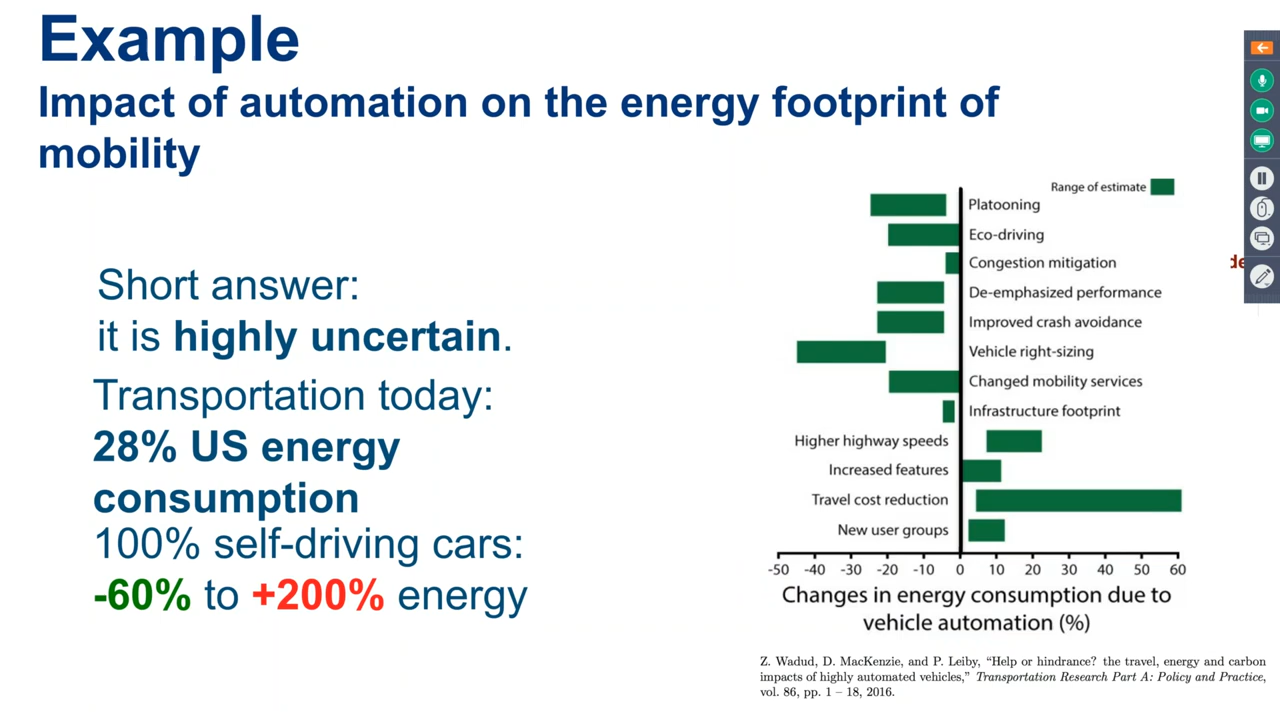 Example
Impact of automation on the energy footprint of
mobility
Short answer:
it is highly uncertain.
Transportation today:
28% US energy
consumption
100% self-driving cars:
-60% to +200% energy
Range of estimate
Platooning
Eco-driving
Congestion mitigation
De-emphasized performance
Improved crash avoidance
Vehicle right-sizing
Changed mobility services
Infrastructure footprint
Higher highway speeds
Increased features
Travel cost reduction
New user groups
-50 -40 -30 -20 -10 0 10 20 30 40 50 60
Changes in energy consumption due to
vehicle automation (%)
Z. Wadud, D. MacKenzie, and P. Leiby, “Help or hindrance? the travel, energy and carbon
impacts of highly automated vehicles,” Transportation Research Part A: Policy and Practice,
vol. 86, pp. 1 – 18, 2016.